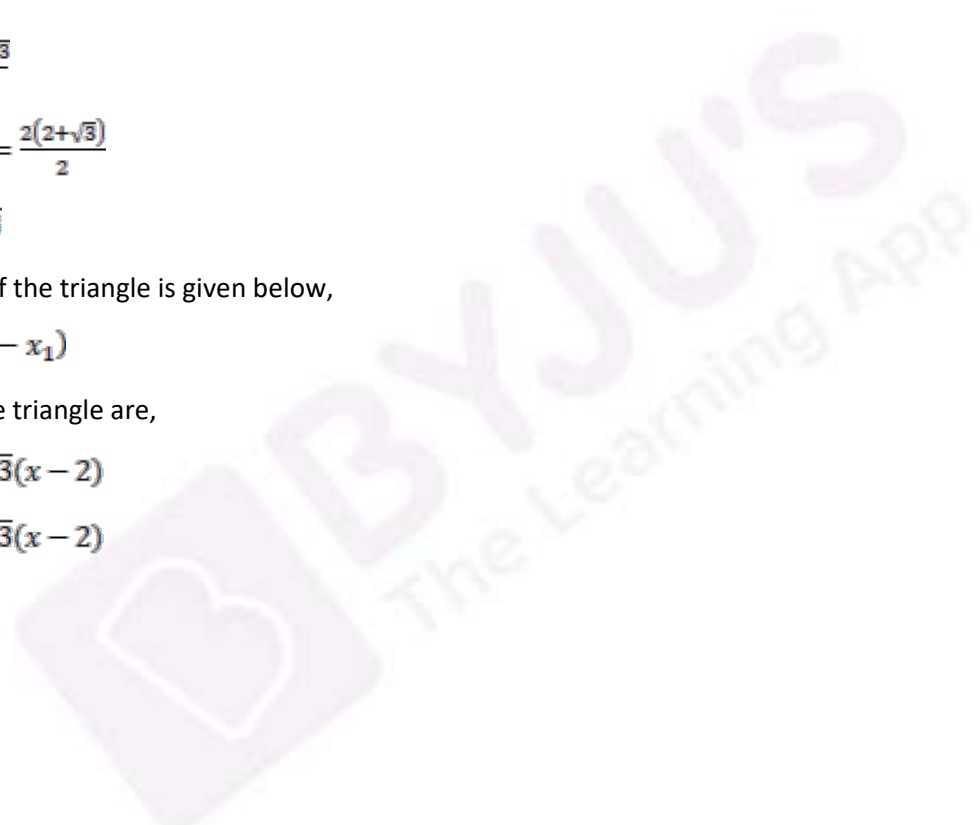 3
= 2(2+√3)/2
f the triangle is given below,
− x₁)
e triangle are,
3(x − 2)
3(x − 2)
BYJU'S
The Learning App